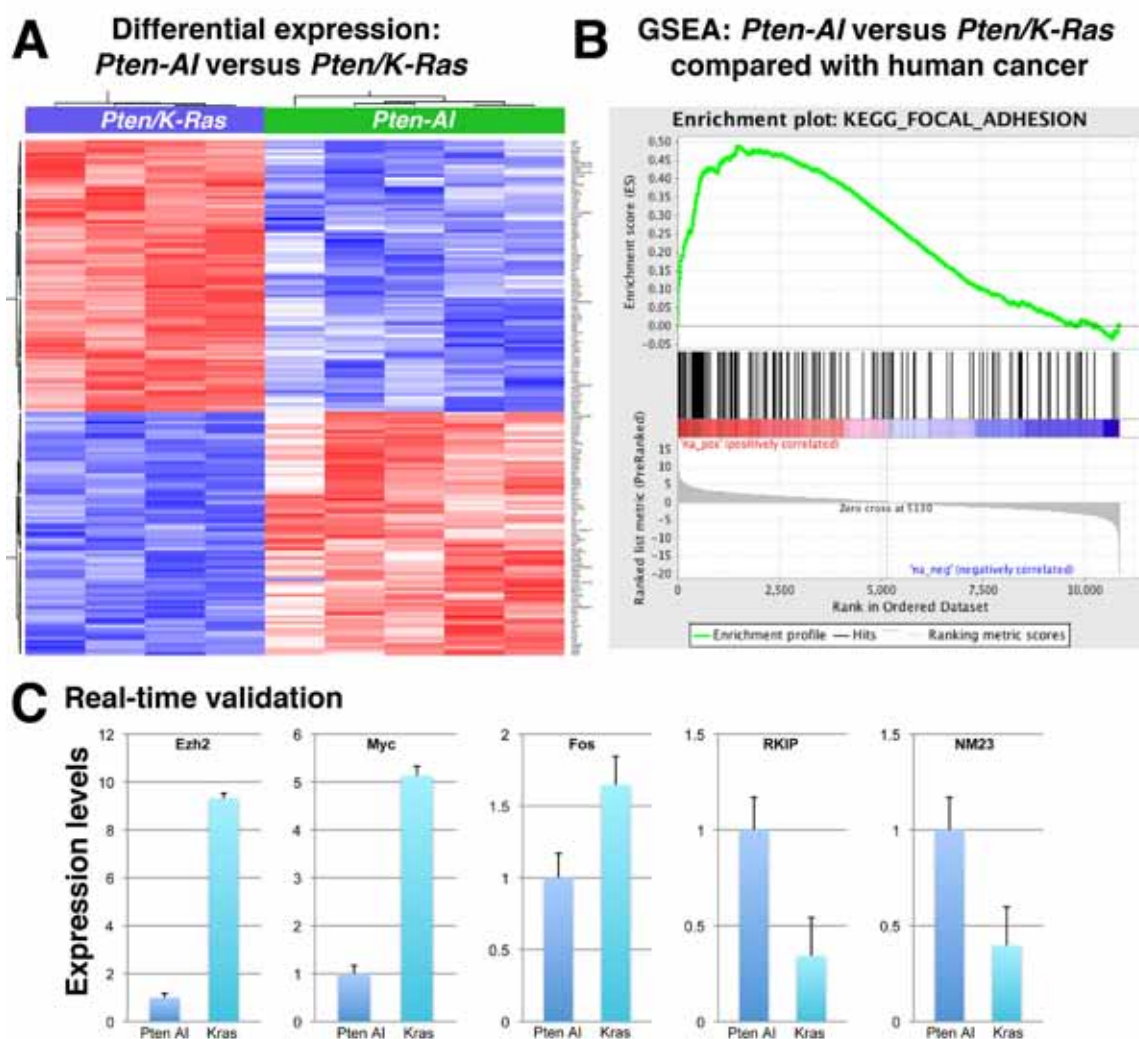 A
Differential expression:
Pten-AI versus Pten/K-Ras
Pten/K-Ras
Pten-AI
B
GSEA: Pten-AI versus Pten/K-Ras
compared with human cancer
Enrichment plot: KEGG_FOCAL_ADHESION
Enrichment score (ES)
0.50
0.45
0.40
0.35
0.30
0.25
0.20
0.15
0.10
0.05
0.00
-0.05
Ranked list metric (PreRanked)
'na_pos' (positively correlated)
15
10
5
0
-5
-10
-15
-20
Zero cross at 5130
'na_neg' (negatively correlated)
0
2,500
5,000
7,500
10,000
Rank in Ordered Dataset
Enrichment profile
Hits
Ranking metric scores
C
Real-time validation
Expression levels
Ezh2
12
10
8
6
4
2
0
Pten AI
Kras
Myc
6
5
4
3
2
1
0
Pten AI
Kras
Fos
2
1.5
1
0.5
0
Pten AI
Kras
RKIP
1.5
1
0.5
0
Pten AI
Kras
NM23
1.5
1
0.5
0
Pten AI
Kras